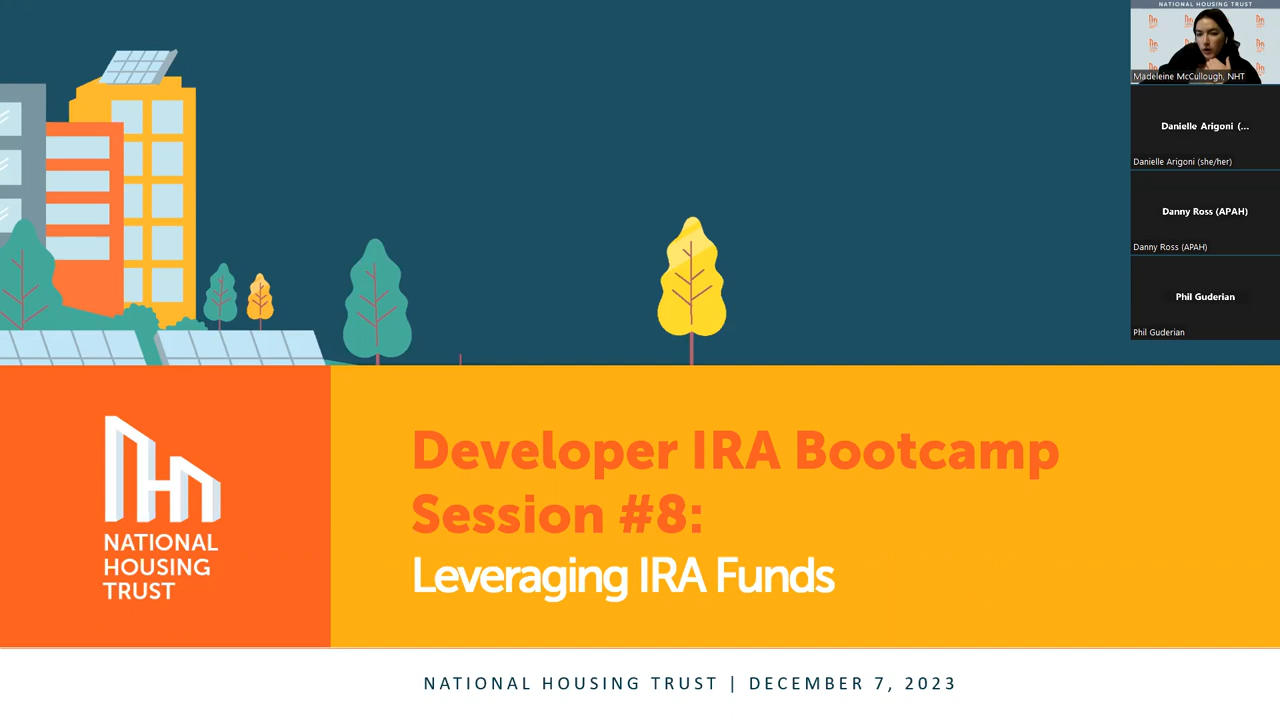 NATIONAL HOUSING TRUST
Madeleine McCullough, NHT
Danielle Arigoni (...
Danielle Arigoni (she/her)
Danny Ross (APAH)
Danny Ross (APAH)
Phil Guderian
Phil Guderian
NATIONAL
HOUSING
TRUST
Developer IRA Bootcamp
Session #8:
Leveraging IRA Funds
NATIONAL HOUSING TRUST | DECEMBER 7, 2023